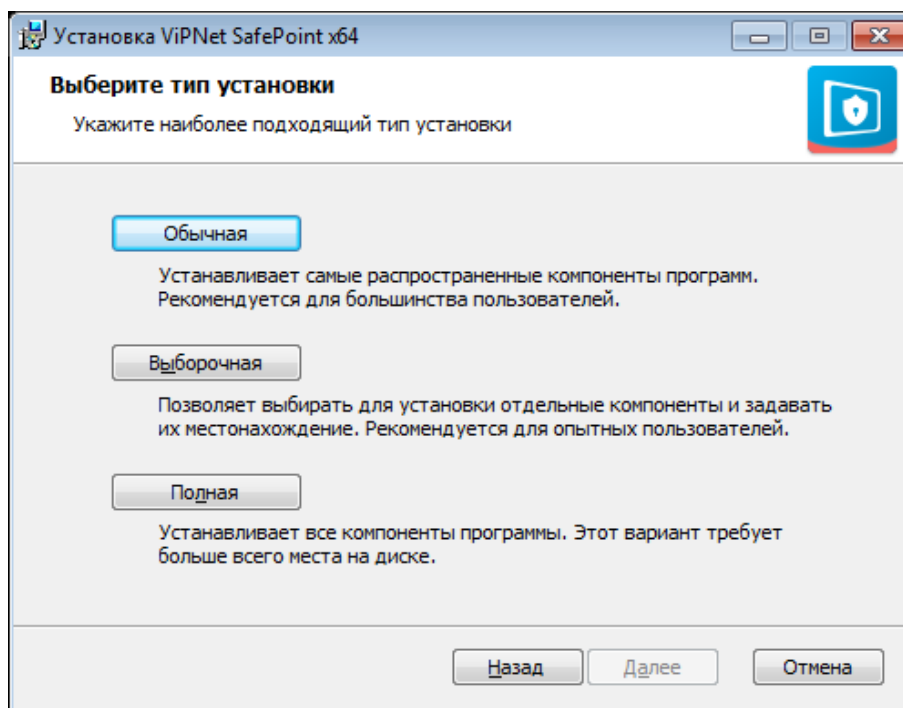 Установка ViPNet SafePoint x64
Выберите тип установки
Укажите наиболее подходящий тип установки
Обычная
Устанавливает самые распространенные компоненты программ.
Рекомендуется для большинства пользователей.
Выборочная
Позволяет выбирать для установки отдельные компоненты и задавать
их местонахождение. Рекомендуется для опытных пользователей.
Полная
Устанавливает все компоненты программы. Этот вариант требует
больше всего места на диске.
Назад Далее Отмена